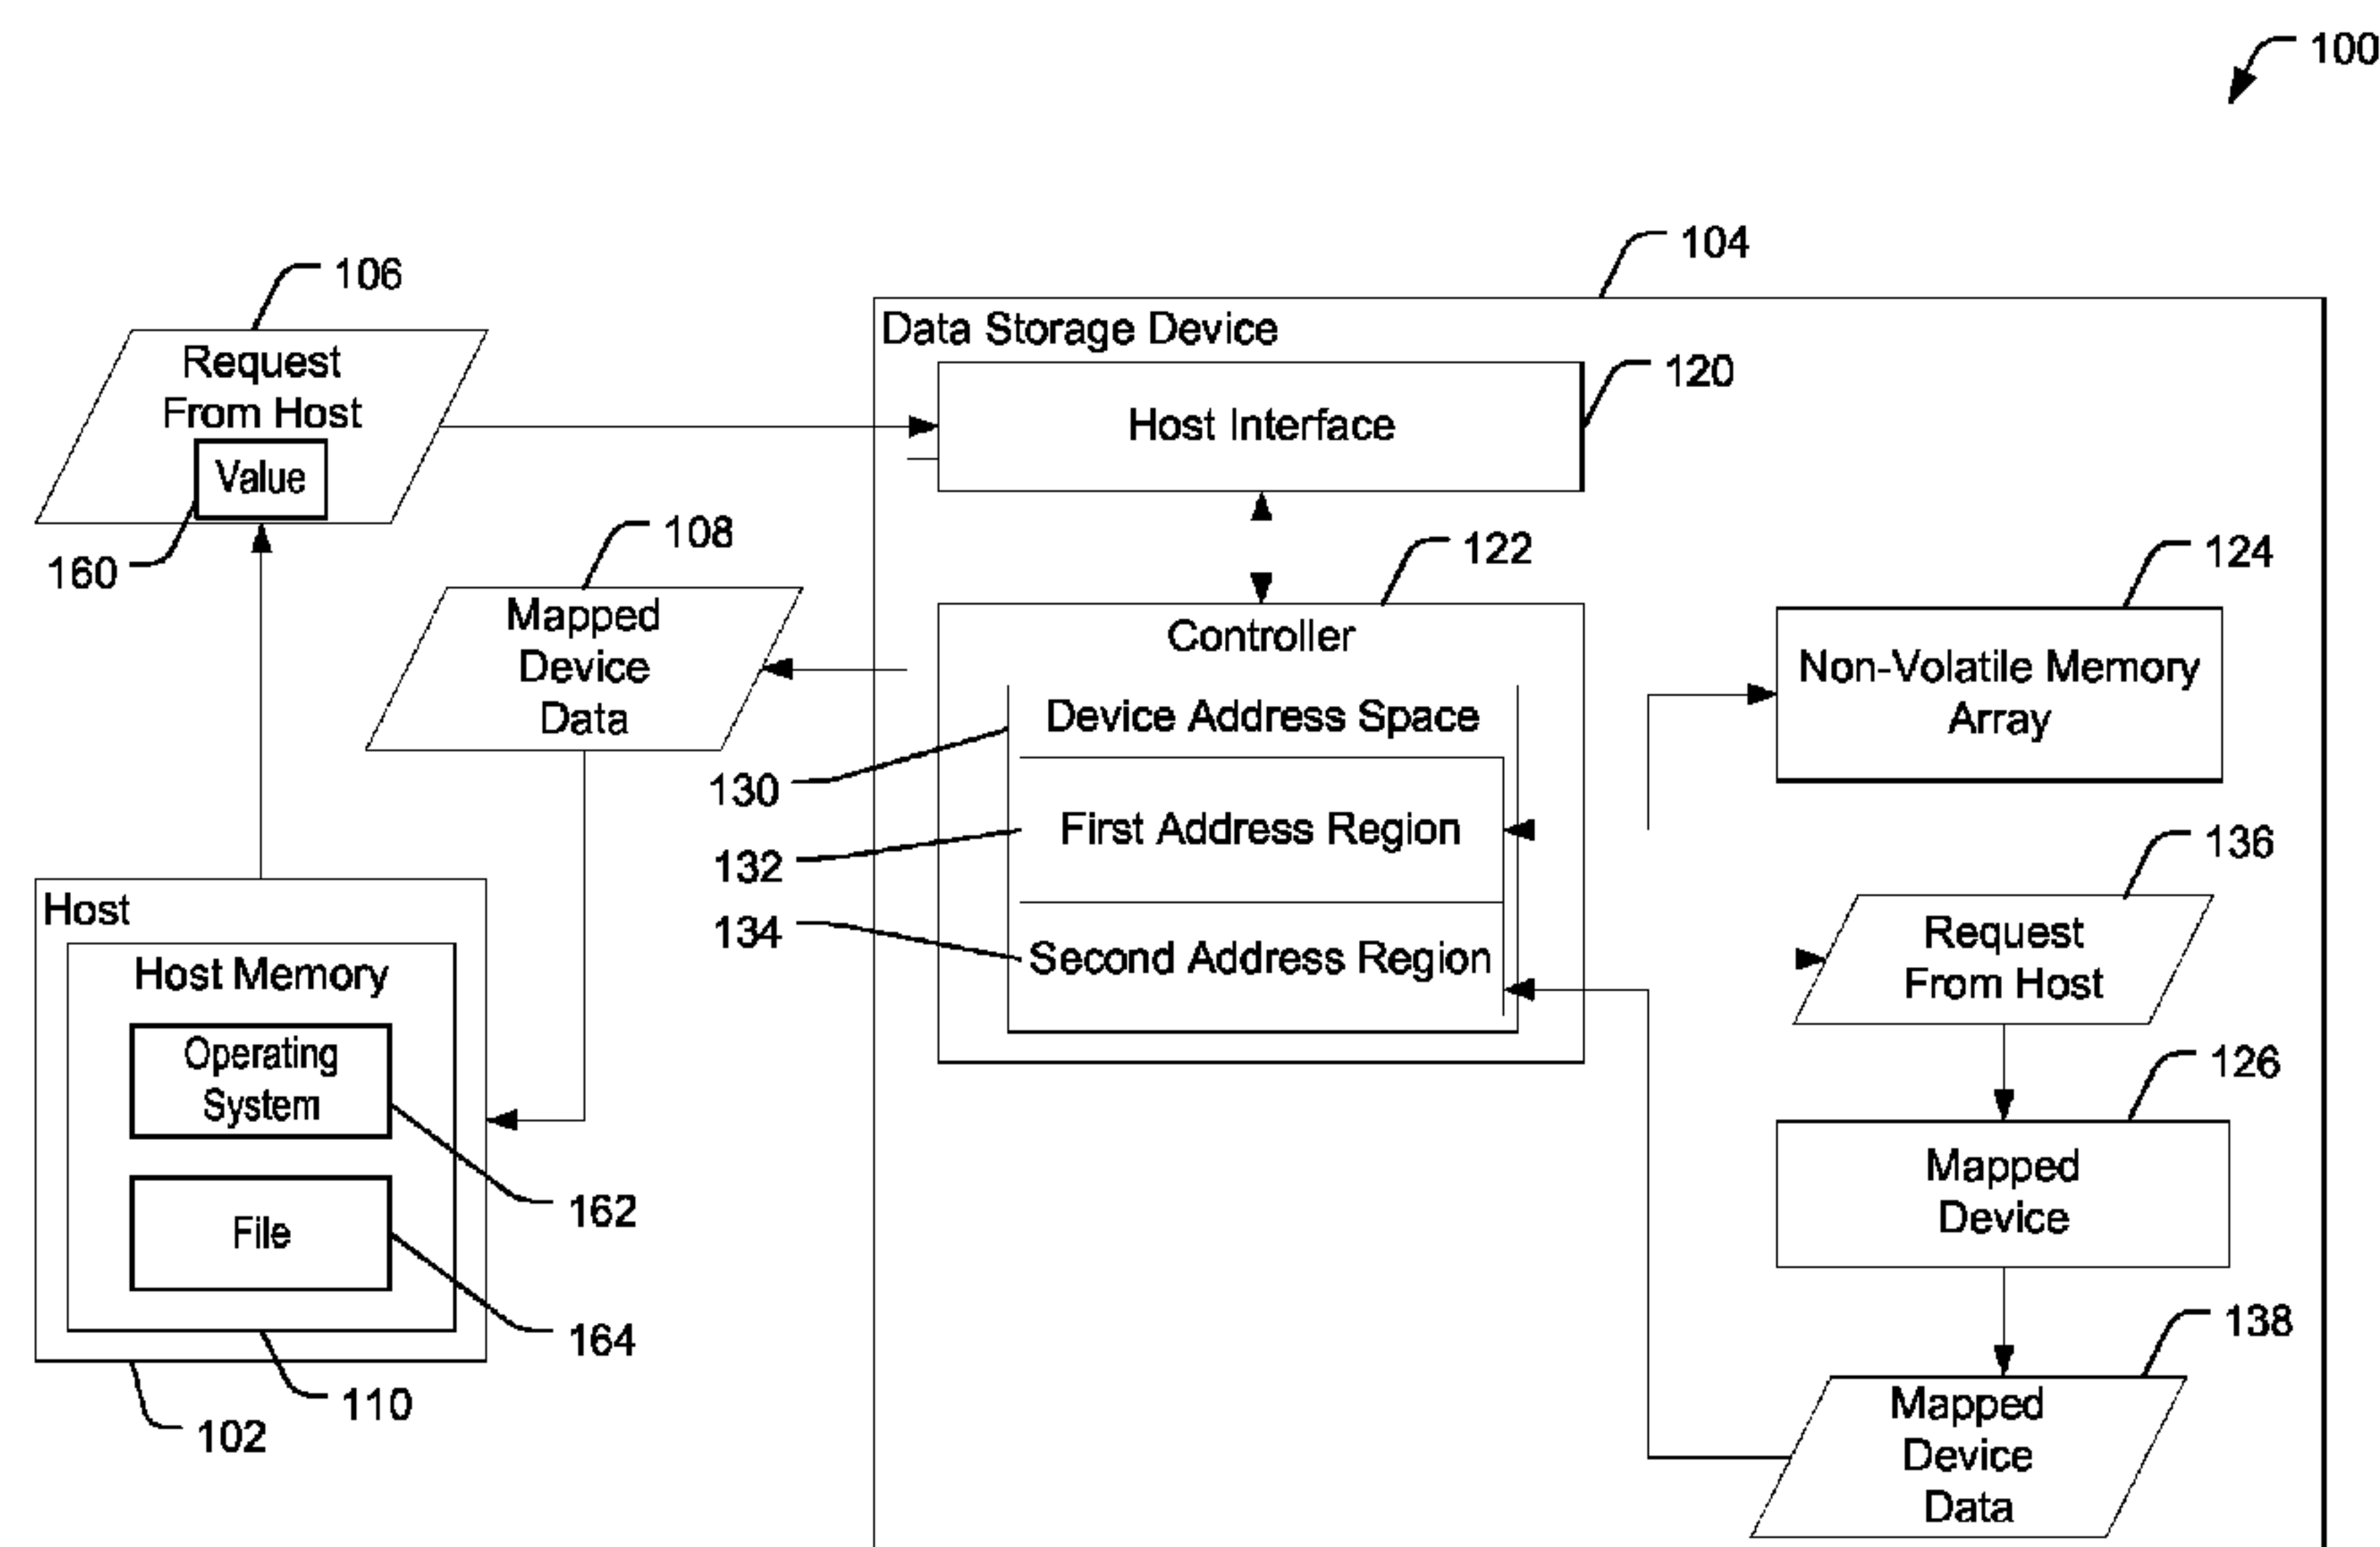 100
104
106
Request
From Host
Value
160
Data Storage Device
120
Host Interface
108
Mapped
Device
Data
122
Controller
124
Non-Volatile Memory
Array
Device Address Space
130
First Address Region
132
134
Second Address Region
136
Request
From Host
Host
Host Memory
Operating
System
162
File
164
110
102
126
Mapped
Device
138
Mapped
Device
Data